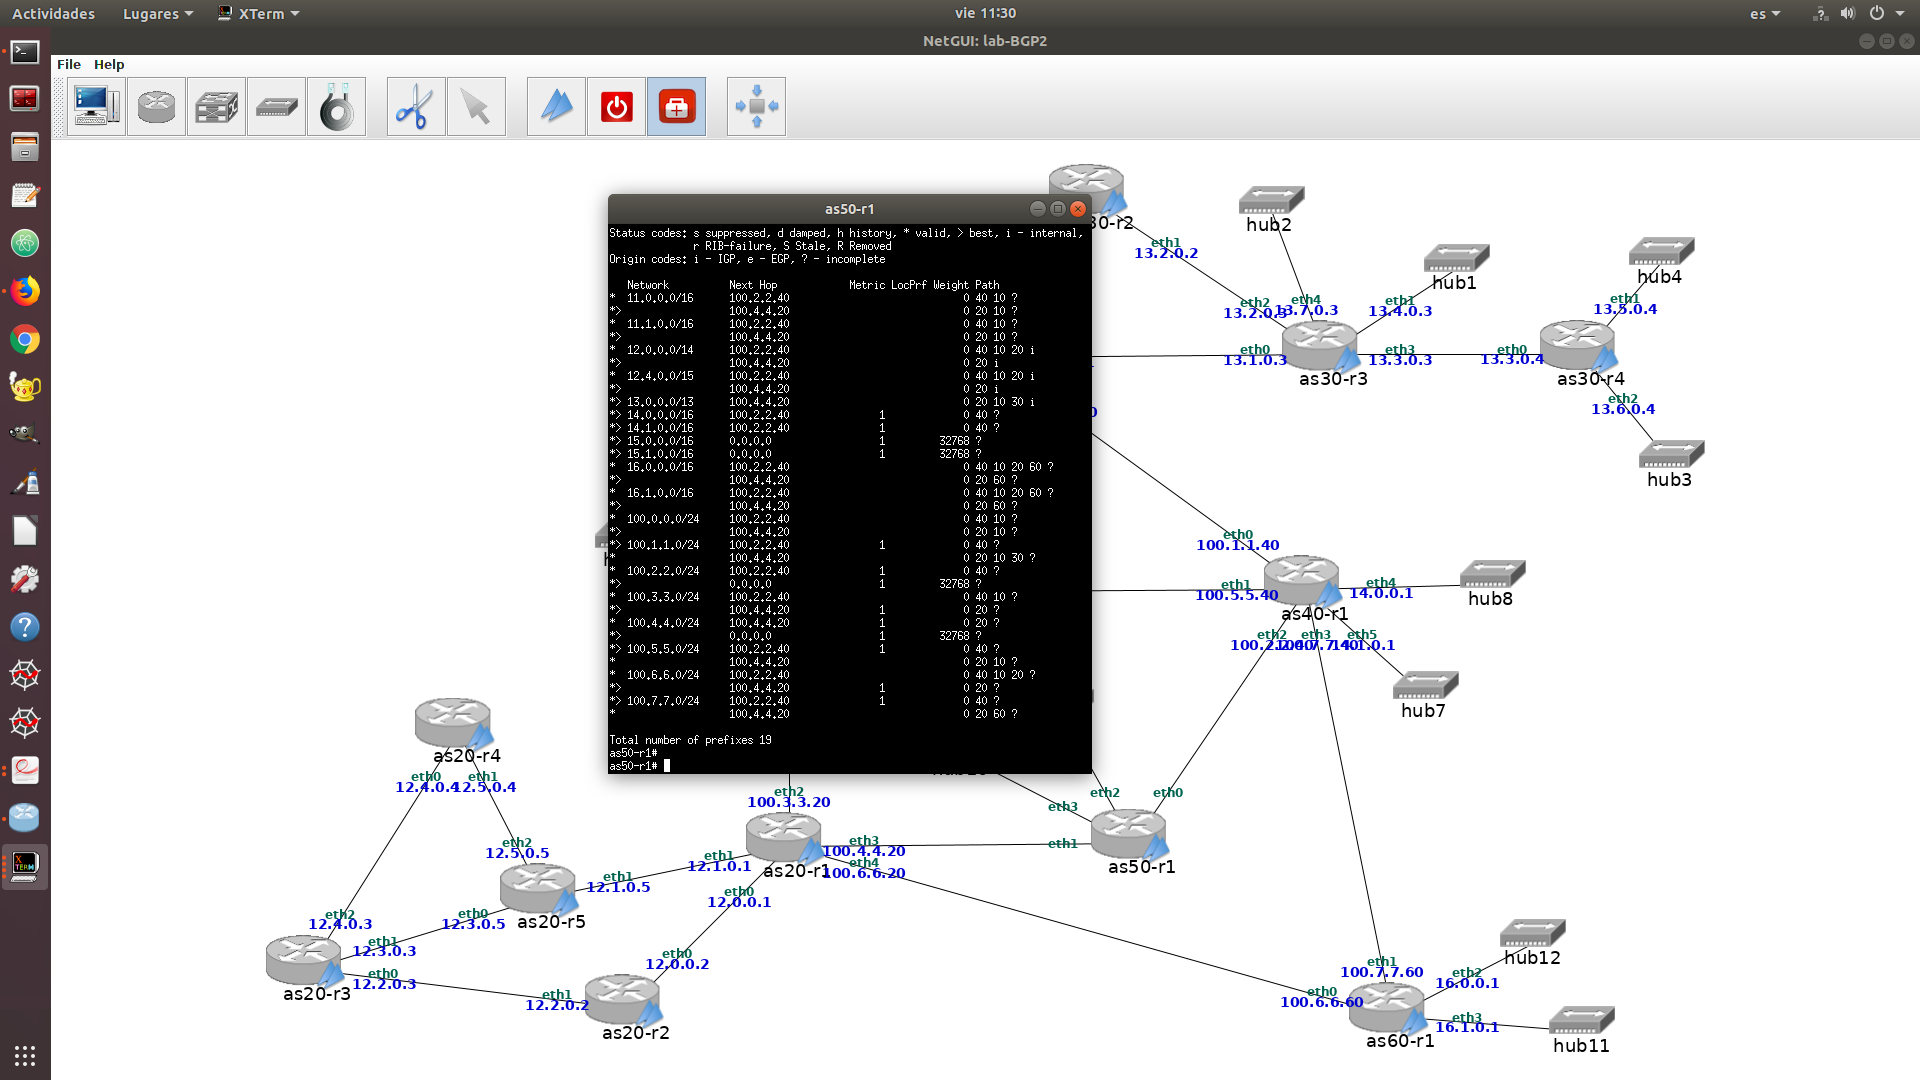 Actividades
Lugares
XTerm
vie 11:30
es
NetGUI: lab-BGP2
File Help
as50-r1
Status codes: s suppressed, d damped, h history, * valid, > best, i - internal,
r RIB-failure, S Stale, R Removed
Origin codes: i - IGP, e - EGP, ? - incomplete
Network Next Hop Metric LocPrf Weight Path
* 11.0.0.0/16 100.2.2.40 0 40 10 ?
*> 100.4.4.20 0 20 10 ?
* 11.1.0.0/16 100.2.2.40 0 40 10 ?
*> 100.4.4.20 0 20 10 ?
* 12.0.0.0/14 100.2.2.40 0 40 10 20 i
*> 100.4.4.20 0 20 i
* 12.4.0.0/15 100.2.2.40 0 40 10 20 i
*> 100.4.4.20 0 20 i
*> 13.0.0.0/13 100.4.4.20 0 20 10 30 i
*> 14.0.0.0/16 100.2.2.40 1 0 40 ?
*> 14.1.0.0/16 100.2.2.40 1 0 40 ?
*> 15.0.0.0/16 0.0.0.0 1 32768 ?
*> 15.1.0.0/16 0.0.0.0 1 32768 ?
* 16.0.0.0/16 100.2.2.40 0 40 10 20 60 ?
*> 100.4.4.20 0 20 60 ?
* 16.1.0.0/16 100.2.2.40 0 40 10 20 60 ?
*> 100.4.4.20 0 20 60 ?
* 100.0.0.0/24 100.2.2.40 0 40 10 ?
*> 100.4.4.20 0 20 10 ?
*> 100.1.1.0/24 100.2.2.40 1 0 40 ?
* 100.4.4.20 0 20 10 30 ?
* 100.2.2.0/24 100.2.2.40 1 0 40 ?
*> 0.0.0.0 1 32768 ?
* 100.3.3.0/24 100.2.2.40 0 40 10 ?
*> 100.4.4.20 1 0 20 ?
* 100.4.4.0/24 100.4.4.20 1 0 20 ?
*> 0.0.0.0 1 32768 ?
*> 100.5.5.0/24 100.2.2.40 1 0 40 ?
* 100.4.4.20 0 20 10 ?
* 100.6.6.0/24 100.2.2.40 0 40 10 20 ?
*> 100.4.4.20 1 0 20 ?
*> 100.7.7.0/24 100.2.2.40 1 0 40 ?
* 100.4.4.20 0 20 60 ?
Total number of prefixes 19
as50-r1#
as50-r1#
30-r2
eth1
13.2.0.2
hub2
hub1
hub4
eth2
13.2.0.3
eth4
13.7.0.3
eth1
13.4.0.3
eth1
13.5.0.4
eth0
13.1.0.3
eth3
13.3.0.3
eth0
13.3.0.4
as30-r3
as30-r4
eth2
13.6.0.4
hub3
eth0
100.1.1.40
eth1
100.5.5.40
eth4
14.0.0.1
hub8
as40-r1
eth2
100.2.2.40
eth3
100.7.7.40
eth5
14.1.0.1
hub7
as20-r4
eth0
12.4.0.4
eth1
12.5.0.4
eth2
100.3.3.20
eth3
eth2
eth0
eth2
12.5.0.5
eth1
12.1.0.1
as20-r1
eth3
100.4.4.20
eth4
100.6.6.20
eth1
as50-r1
eth1
12.1.0.5
as20-r5
eth0
12.0.0.1
eth2
12.4.0.3
eth0
12.3.0.5
eth1
12.3.0.3
eth0
12.0.0.2
eth0
12.2.0.3
as20-r3
eth1
12.2.0.2
as20-r2
eth1
100.7.7.60
eth2
16.0.0.1
hub12
eth0
100.6.6.60
eth3
16.1.0.1
as60-r1
hub11
X
TERM